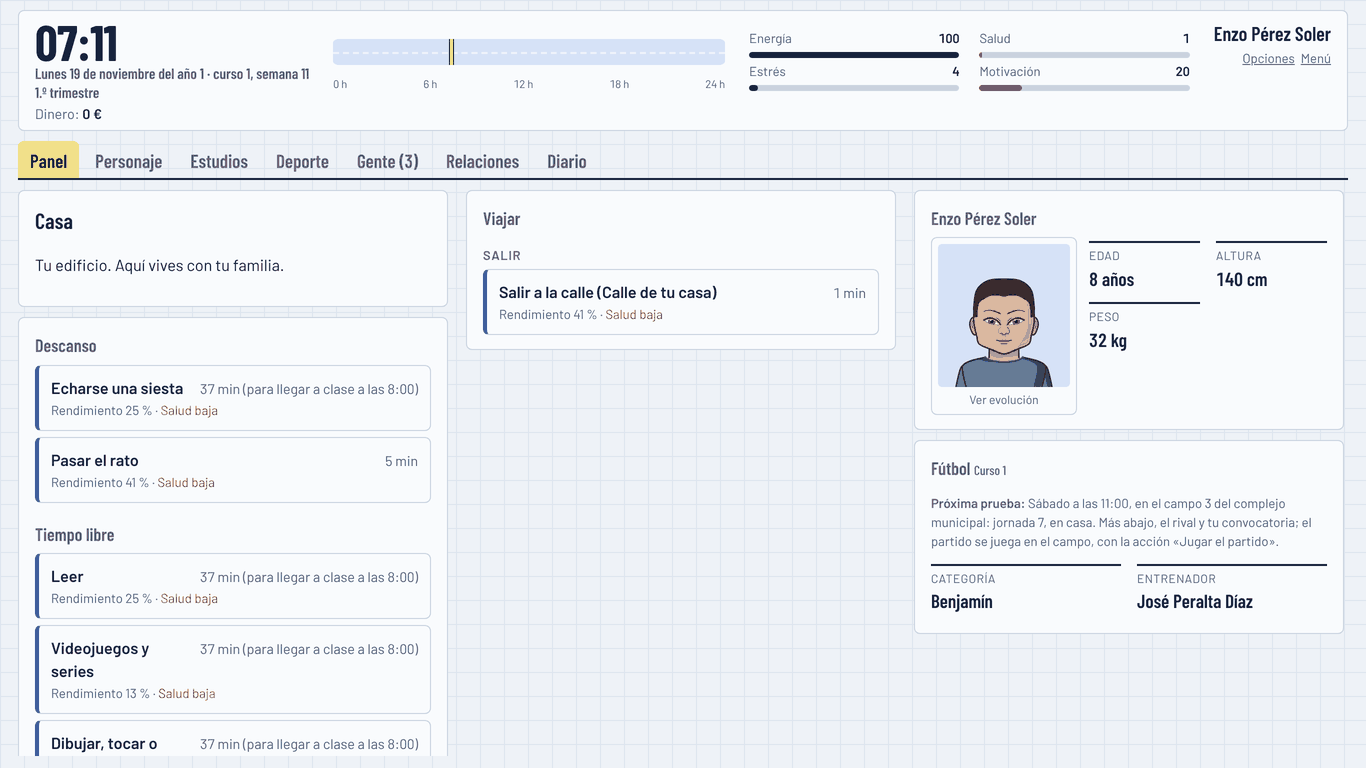 07:11
Lunes 19 de noviembre del año 1 · curso 1, semana 11
1.º trimestre
Dinero: 0 €
0 h 6 h 12 h 18 h 24 h
Energía 100
Estrés 4
Salud 1
Motivación 20
Enzo Pérez Soler
Opciones Menú
Panel Personaje Estudios Deporte Gente (3) Relaciones Diario
Casa
Tu edificio. Aquí vives con tu familia.
Descanso
Echarse una siesta 37 min (para llegar a clase a las 8:00)
Rendimiento 25 % · Salud baja
Pasar el rato 5 min
Rendimiento 41 % · Salud baja
Tiempo libre
Leer 37 min (para llegar a clase a las 8:00)
Rendimiento 25 % · Salud baja
Videojuegos y 37 min (para llegar a clase a las 8:00)
series
Rendimiento 13 % · Salud baja
Dibujar, tocar o 37 min (para llegar a clase a las 8:00)
Viajar
SALIR
Salir a la calle (Calle de tu casa) 1 min
Rendimiento 41 % · Salud baja
Enzo Pérez Soler
Ver evolución
EDAD
8 años
ALTURA
140 cm
PESO
32 kg
Fútbol Curso 1
Próxima prueba: Sábado a las 11:00, en el campo 3 del complejo
municipal: jornada 7, en casa. Más abajo, el rival y tu convocatoria; el
partido se juega en el campo, con la acción «Jugar el partido».
CATEGORÍA
Benjamín
ENTRENADOR
José Peralta Díaz